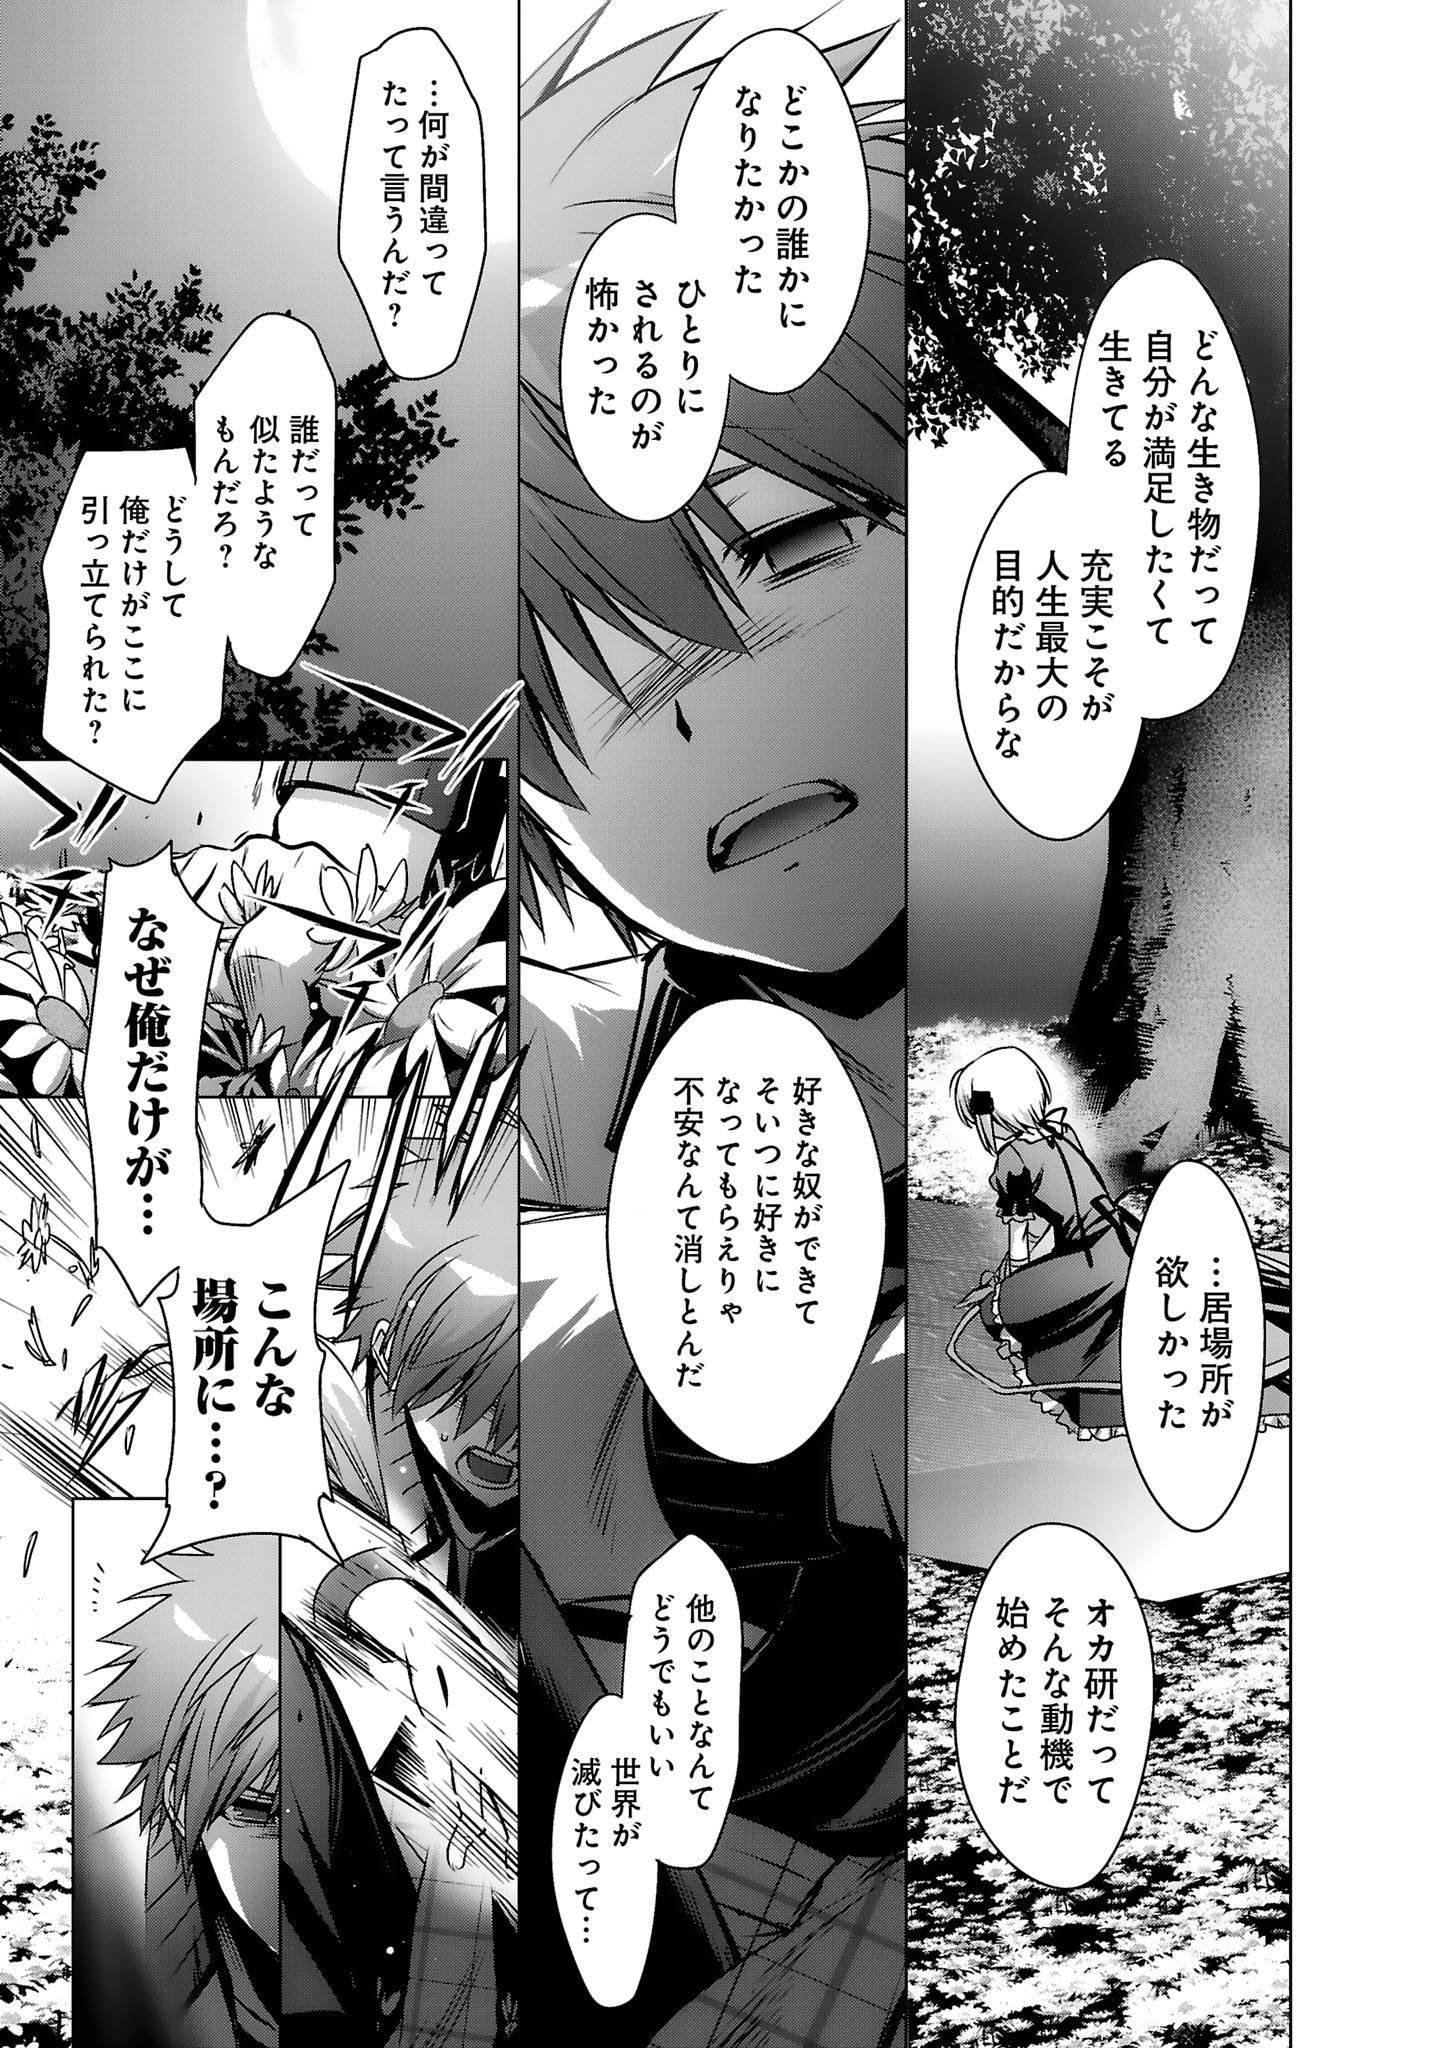 どんな生き物だって
自分が満足したくて
生きてる
充実こそが
人生最大の
目的だからな
…居場所が
欲しかった
オカ研だって
そんな動機で
始めたことだ
どこかの誰かに
なりたかった
ひとりに
されるのが
怖かった
好きな奴ができて
そいつに好きに
なってもらえりゃ
不安なんて消しとんだ
他のことなんて
どうでもいい
世界が
滅びたって…
…何が間違って
たって言うんだ?
誰だって
似たような
もんだろ?
どうして
俺だけがここに
引っ立てられた?
なぜ俺だけが…
こんな
場所に…?